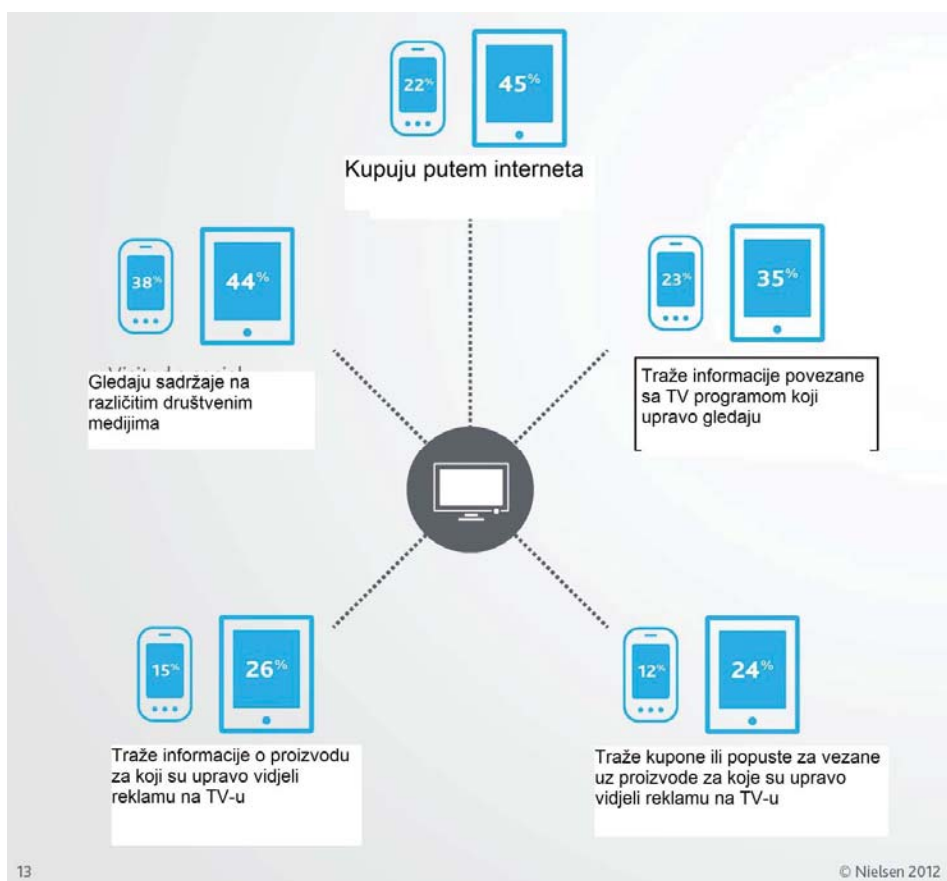 22%
45%
Kupuju putem interneta
38%
44%
Gledaju sadržaje na
različitim društvenim
medijima
23%
35%
Traže informacije povezane
sa TV programom koji
upravo gledaju
15%
26%
Traže informacije o proizvodu
za koji su upravo vidjeli
reklamu na TV-u
12%
24%
Traže kupone ili popuste za vezane
uz proizvode za koje su upravo
vidjeli reklamu na TV-u
13
© Nielsen 2012